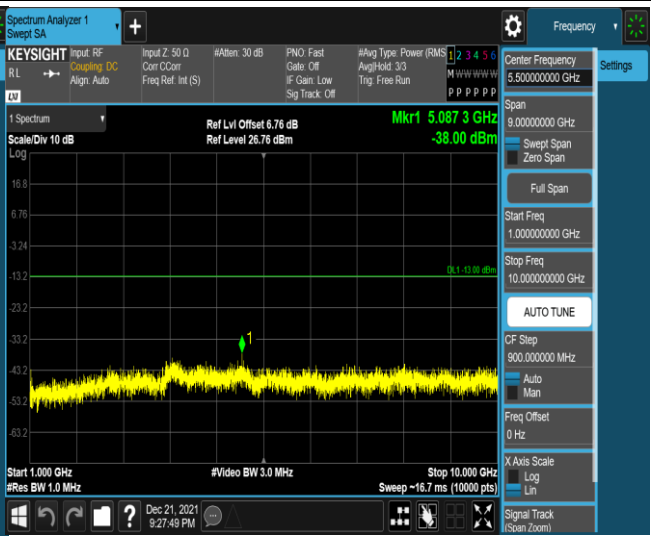 Spectrum Analyzer 1
Swept SA
+
Frequency
KEYSIGHT
RL
LXI
Input: RF
Coupling: DC
Align: Auto
Input Z: 50 Ω
Corr CCorr
Freq Ref: Int (S)
#Atten: 30 dB
PNO: Fast
Gate: Off
IF Gain: Low
Sig Track: Off
#Avg Type: Power (RMS
Avg|Hold: 3/3
Trig: Free Run
1 2 3 4 5 6
M W W W W W
P P P P P P
1 Spectrum
Scale/Div 10 dB
Log
Ref Lvl Offset 6.76 dB
Ref Level 26.76 dBm
Mkr1 5.087 3 GHz
-38.00 dBm
16.8
6.76
-3.24
-13.2
-23.2
-33.2
-43.2
-53.2
-63.2
DL1 -13.00 dBm
1
Start 1.000 GHz
#Res BW 1.0 MHz
#Video BW 3.0 MHz
Stop 10.000 GHz
Sweep ~16.7 ms (10000 pts)
?
Dec 21, 2021
9:27:49 PM
Center Frequency
5.500000000 GHz
Span
9.00000000 GHz
Swept Span
Zero Span
Full Span
Start Freq
1.000000000 GHz
Stop Freq
10.000000000 GHz
AUTO TUNE
CF Step
900.000000 MHz
Auto
Man
Freq Offset
0 Hz
X Axis Scale
Log
Lin
Signal Track
(Span Zoom)
Settings